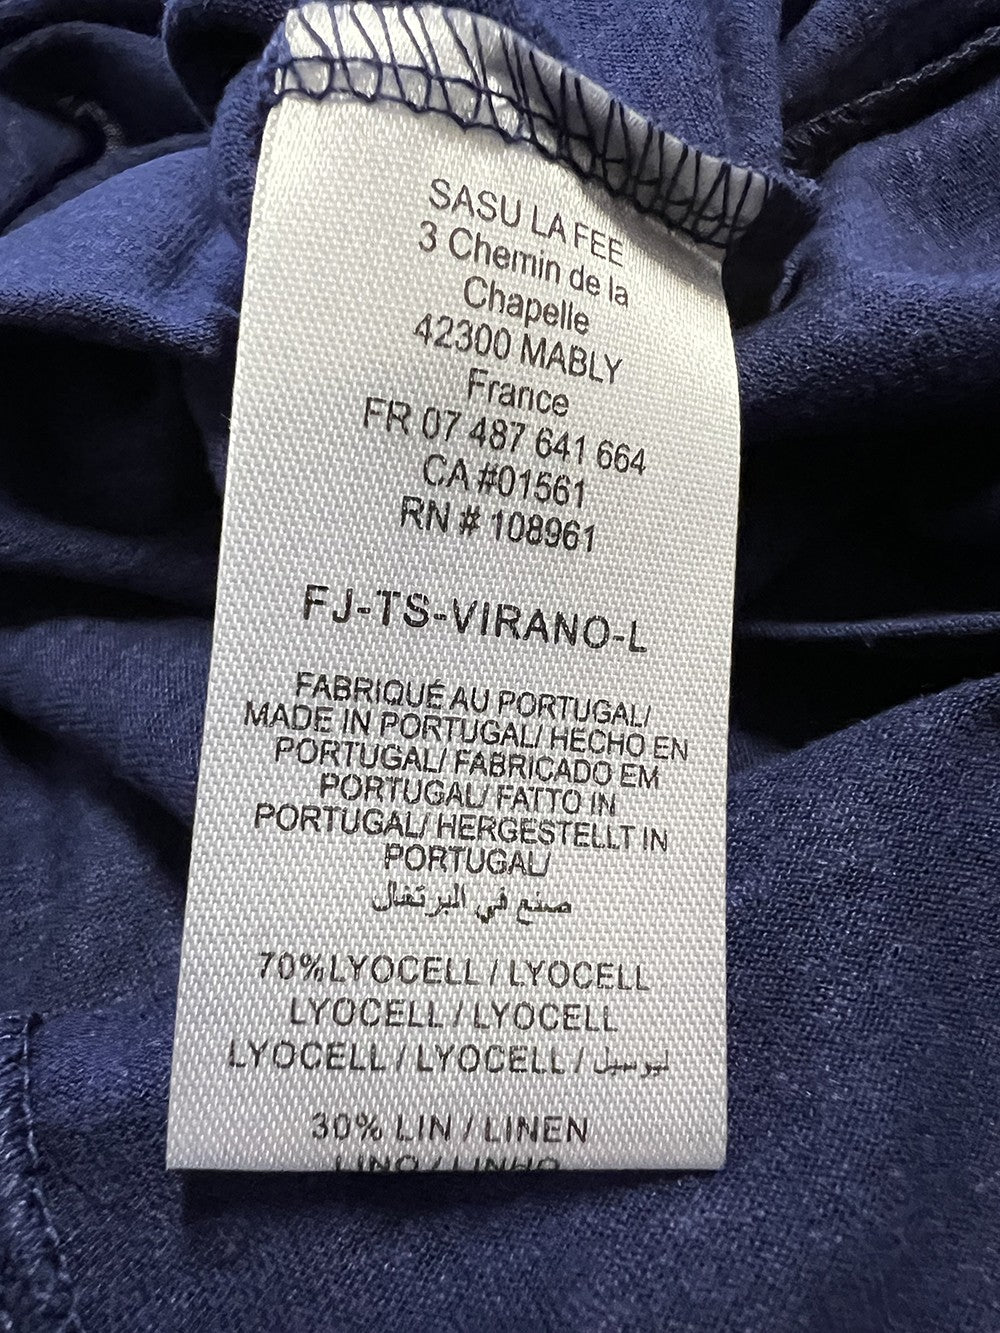 SASU LA FEE
3 Chemin de la
Chapelle
42300 MABLY
France
FR 07 487 641 664
CA #01561
RN # 108961
FJ-TS-VIRANO-L
FABRIQUÉ AU PORTUGAL/
MADE IN PORTUGAL/ HECHO EN
PORTUGAL/ FABRICADO EM
PORTUGAL/ FATTO IN
PORTUGAL/ HERGESTELLT IN
PORTUGAL/
صنع في البرتغال
70%LYOCELL / LYOCELL
LYOCELL / LYOCELL
LYOCELL / LYOCELL / ليوسيل
30% LIN / LINEN
LINO / LINHO